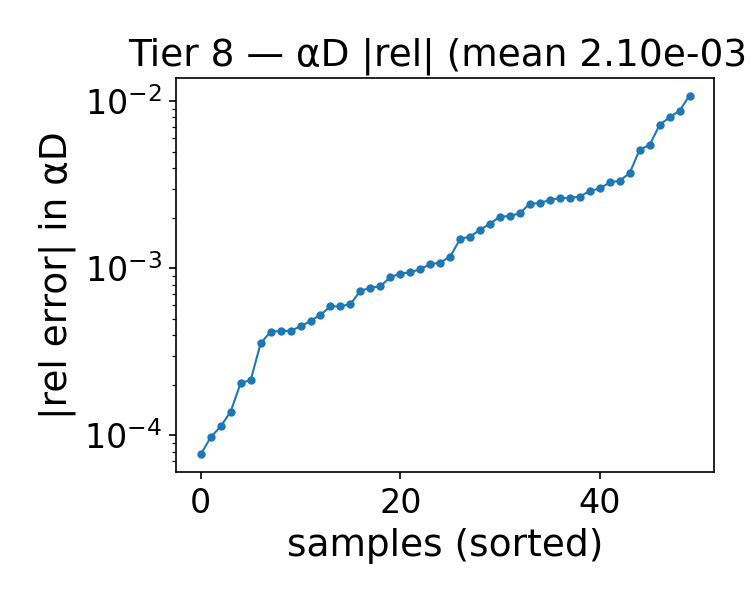 Tier 8 — αD |rel| (mean 2.10e-03
10⁻²
10⁻³
10⁻⁴
|rel error| in αD
0 20 40
samples (sorted)